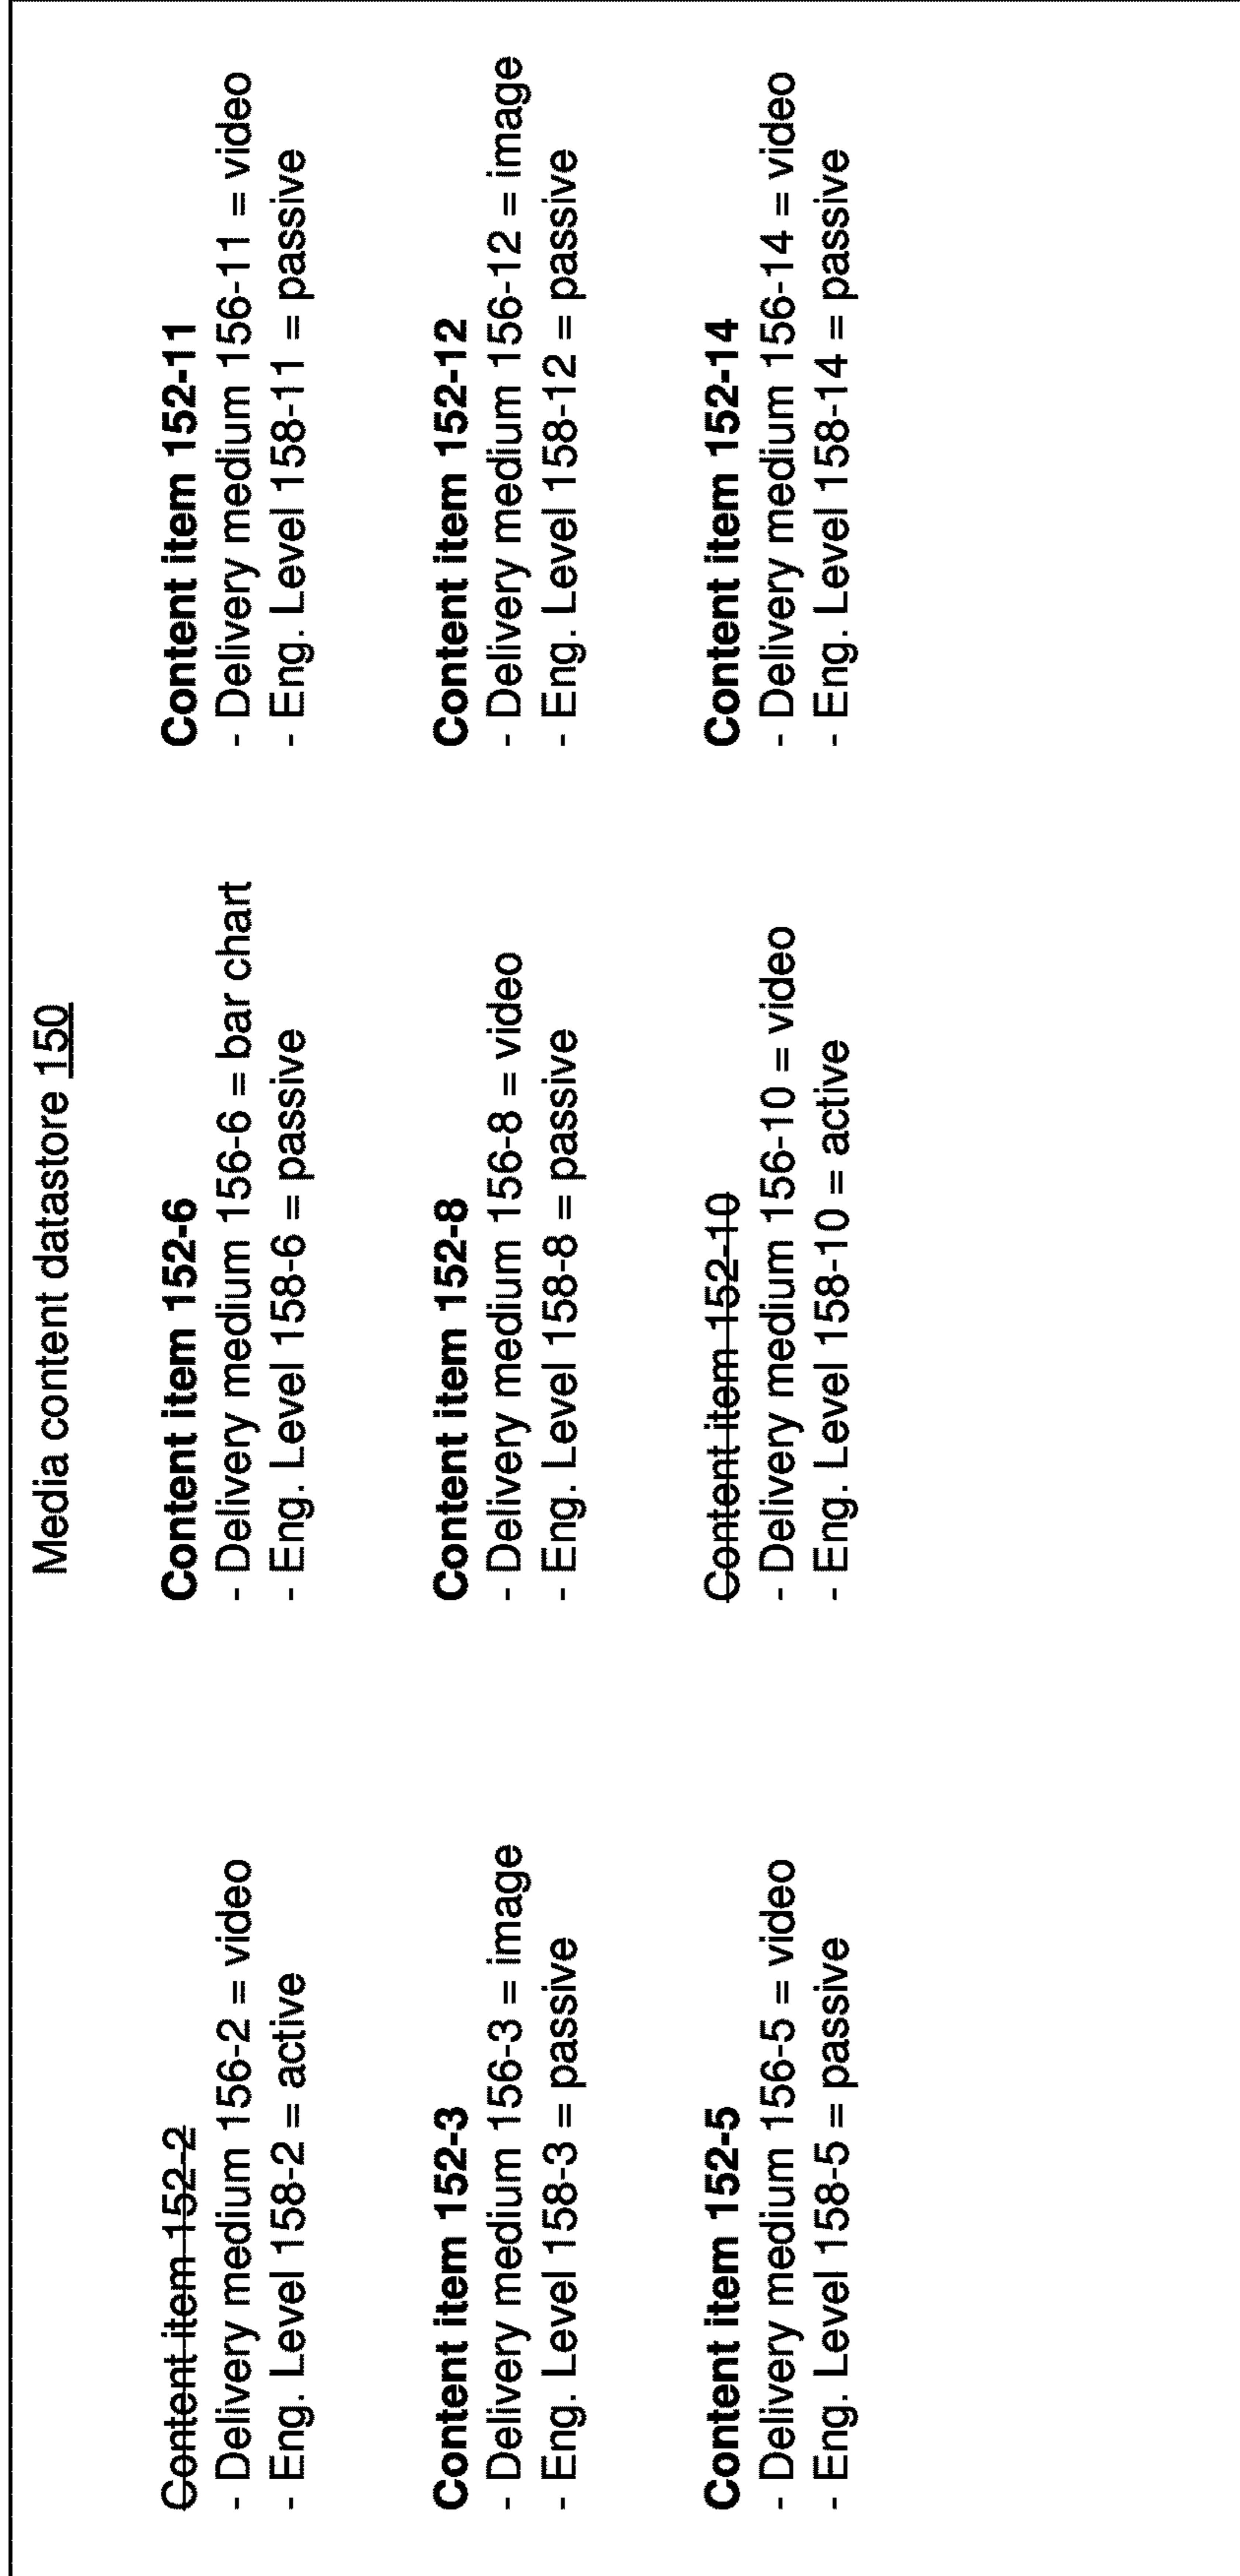 Media content datastore 150
Content item 152-2
- Delivery medium 156-2 = video
- Eng. Level 158-2 = active
Content item 152-3
- Delivery medium 156-3 = image
- Eng. Level 158-3 = passive
Content item 152-5
- Delivery medium 156-5 = video
- Eng. Level 158-5 = passive
Content item 152-6
- Delivery medium 156-6 = bar chart
- Eng. Level 158-6 = passive
Content item 152-8
- Delivery medium 156-8 = video
- Eng. Level 158-8 = passive
Content item 152-10
- Delivery medium 156-10 = video
- Eng. Level 158-10 = active
Content item 152-11
- Delivery medium 156-11 = video
- Eng. Level 158-11 = passive
Content item 152-12
- Delivery medium 156-12 = image
- Eng. Level 158-12 = passive
Content item 152-14
- Delivery medium 156-14 = video
- Eng. Level 158-14 = passive